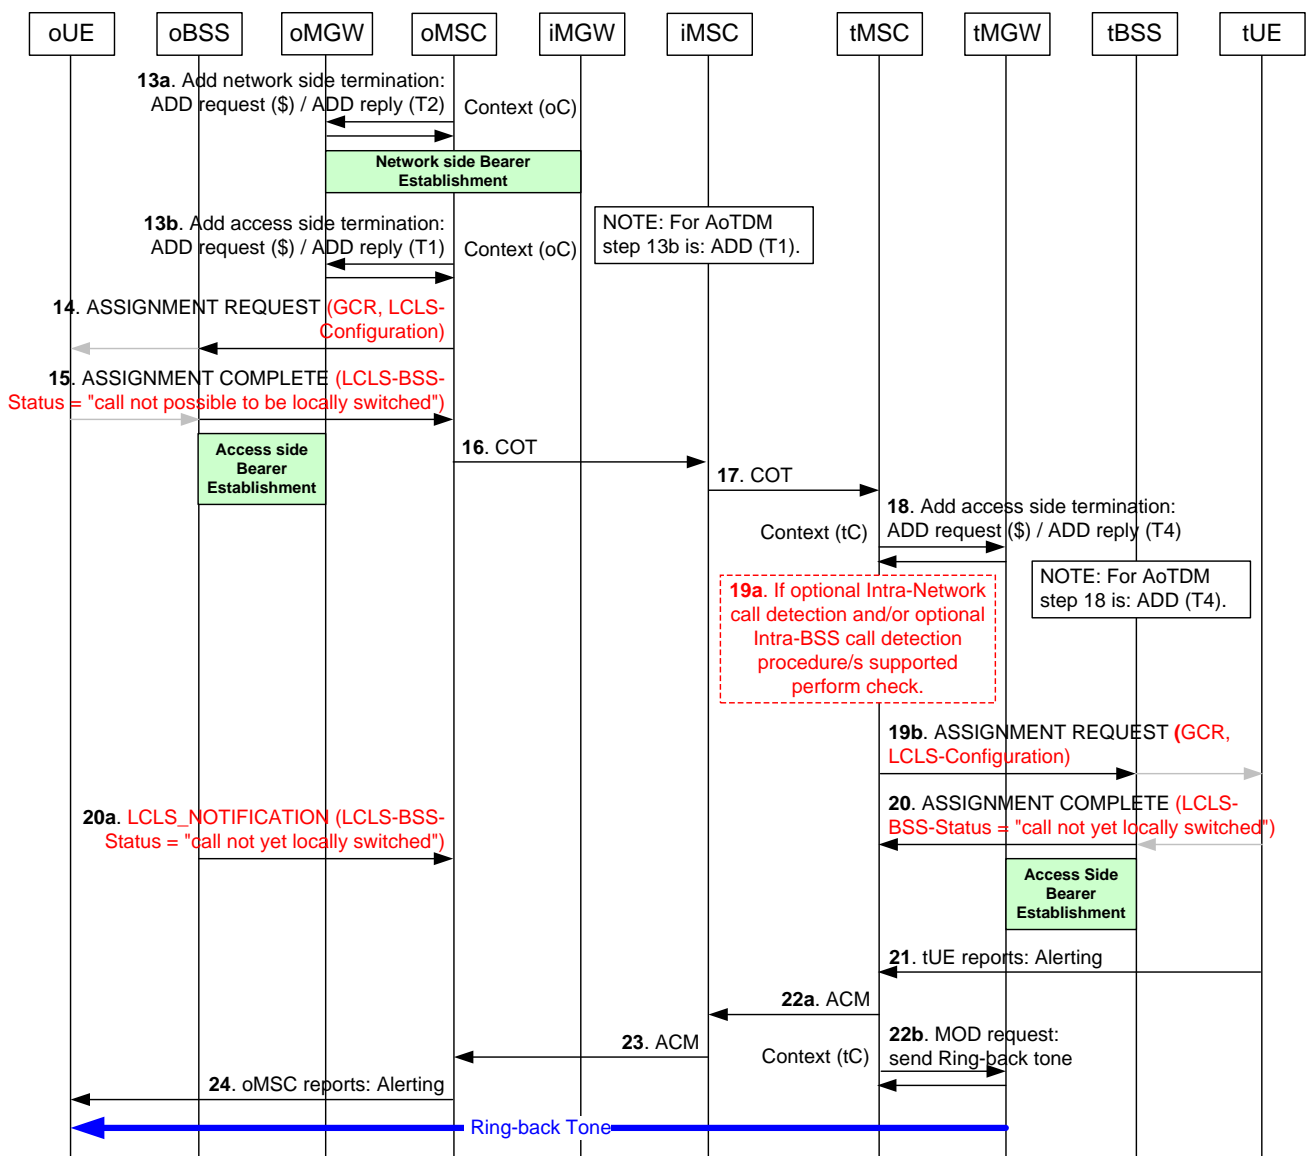 oUE
oBSS
oMGW
oMSC
iMGW
iMSC
tMSC
tMGW
tBSS
tUE
13a. Add network side termination:
ADD request ($) / ADD reply (T2)
Context (oC)
Network side Bearer
Establishment
13b. Add access side termination:
ADD request ($) / ADD reply (T1)
Context (oC)
NOTE: For AoTDM
step 13b is: ADD (T1).
14. ASSIGNMENT REQUEST (GCR, LCLS-
Configuration)
15. ASSIGNMENT COMPLETE (LCLS-BSS-
Status = "call not possible to be locally switched")
Access side
Bearer
Establishment
16. COT
17. COT
18. Add access side termination:
ADD request ($) / ADD reply (T4)
Context (tC)
NOTE: For AoTDM
step 18 is: ADD (T4).
19a. If optional Intra-Network
call detection and/or optional
Intra-BSS call detection
procedure/s supported
perform check.
19b. ASSIGNMENT REQUEST (GCR,
LCLS-Configuration)
20. ASSIGNMENT COMPLETE (LCLS-
BSS-Status = "call not yet locally switched")
20a. LCLS_NOTIFICATION (LCLS-BSS-
Status = "call not yet locally switched")
Access Side
Bearer
Establishment
21. tUE reports: Alerting
22a. ACM
22b. MOD request:
send Ring-back tone
Context (tC)
23. ACM
24. oMSC reports: Alerting
Ring-back Tone